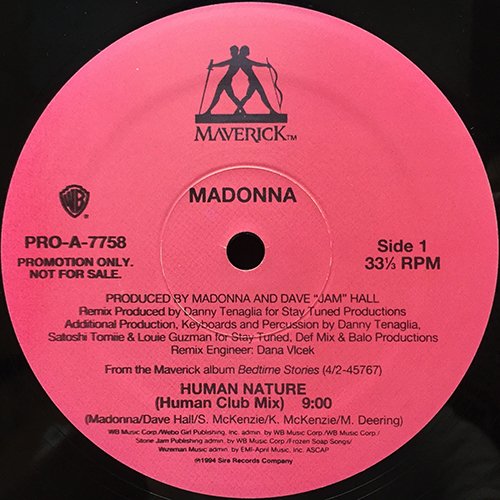 MAVERICK™
MADONNA
WB
PRO-A-7758
PROMOTION ONLY.
NOT FOR SALE.
Side 1
33⅓ RPM
PRODUCED BY MADONNA AND DAVE "JAM" HALL
Remix Produced by Danny Tenaglia for Stay Tuned Productions
Additional Production, Keyboards and Percussion by Danny Tenaglia,
Satoshi Tomiie & Louie Guzman for Stay Tuned, Def Mix & Balo Productions
Remix Engineer: Dana Vlcek
From the Maverick album Bedtime Stories (4/2-45767)
HUMAN NATURE
(Human Club Mix) 9:00
(Madonna/Dave Hall/S. McKenzie/K. McKenzie/M. Deering)
WB Music Corp./Webo Girl Publishing, Inc. admin. by WB Music Corp./
Stone Jam Publishing admin. by WB Music Corp./Frozen Soap Songs/
Wizeman Music admin. by EMI-April Music, Inc. ASCAP
℗1994 Sire Records Company